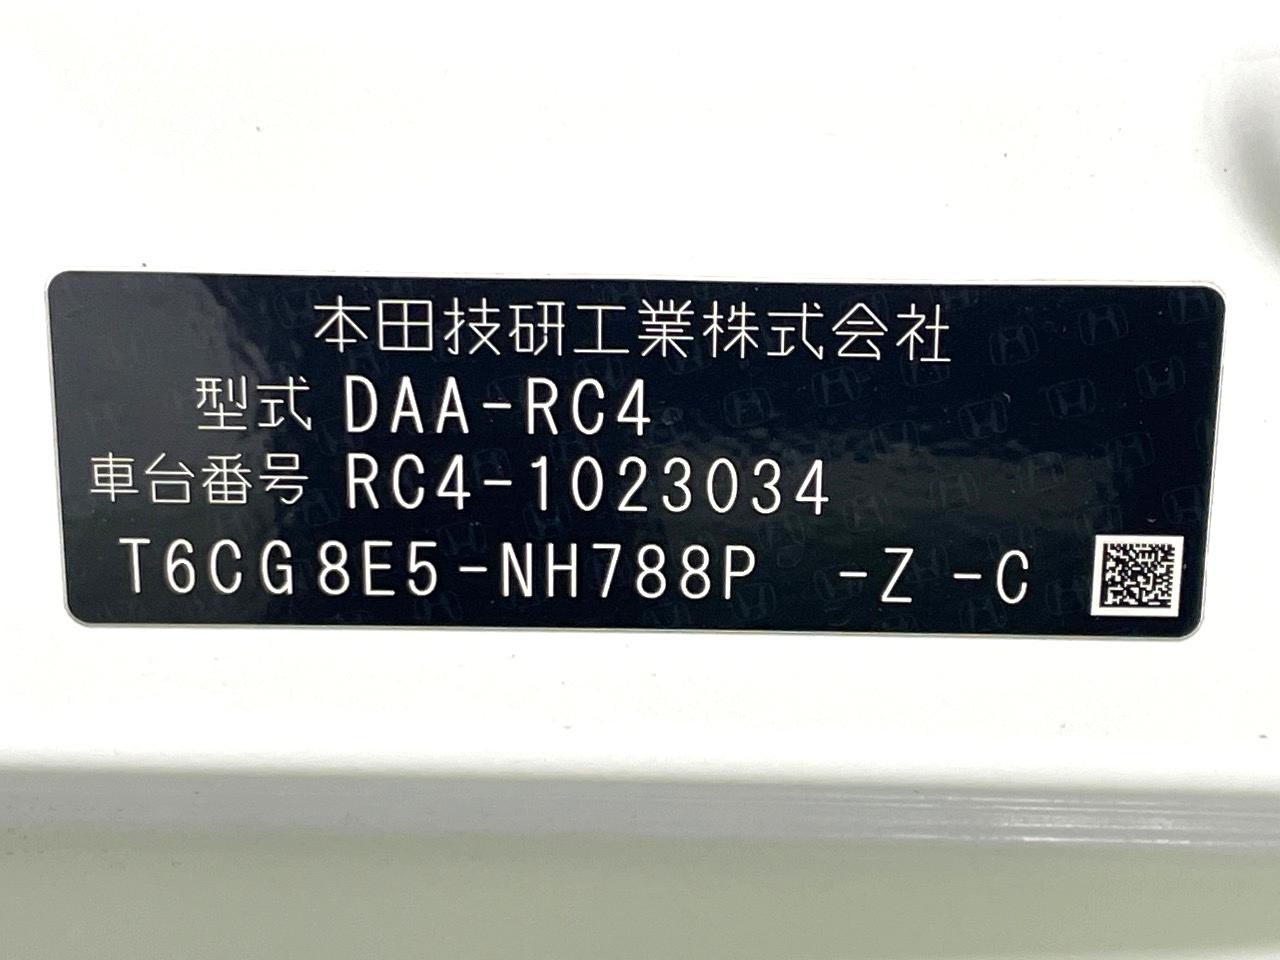 本田技研工業株式会社
型式 DAA-RC4
車台番号 RC4-1023034
T6CG8E5-NH788P -Z -C